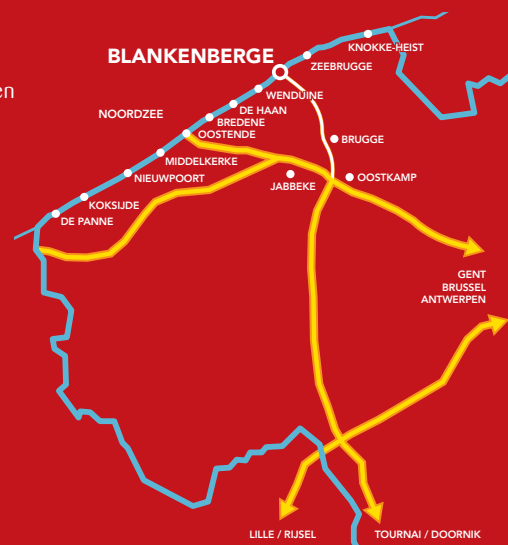 KNOKKE-HEIST
BLANKENBERGE
ZEEBRUGGE
en
WENDUINE
DE HAAN
NOORDZEE
BREDENE
OOSTENDE
BRUGGE
MIDDELKERKE
NIEUWPOORT
JABBEKE
OOSTKAMP
KOKSIJDE
DE PANNE
GENT
BRUSSEL
ANTWERPEN
LILLE / RIJSEL
TOURNAI / DOORNIK